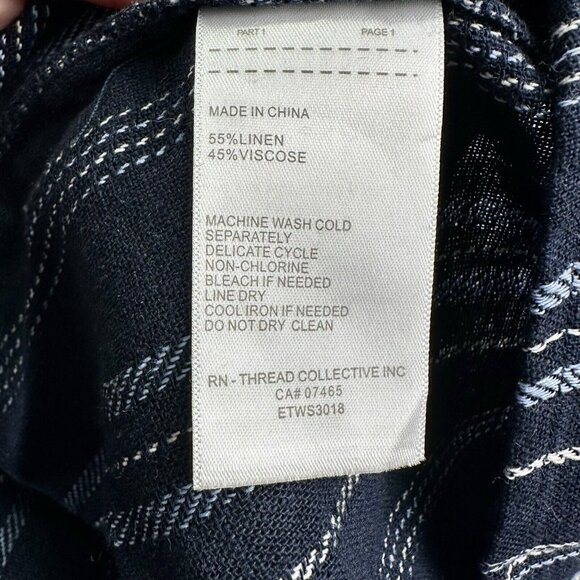 PART 1 PAGE 1
MADE IN CHINA
55%LINEN
45%VISCOSE
MACHINE WASH COLD
SEPARATELY
DELICATE CYCLE
NON-CHLORINE
BLEACH IF NEEDED
LINE DRY
COOL IRON IF NEEDED
DO NOT DRY CLEAN
RN - THREAD COLLECTIVE INC
CA# 07465
ETWS3018